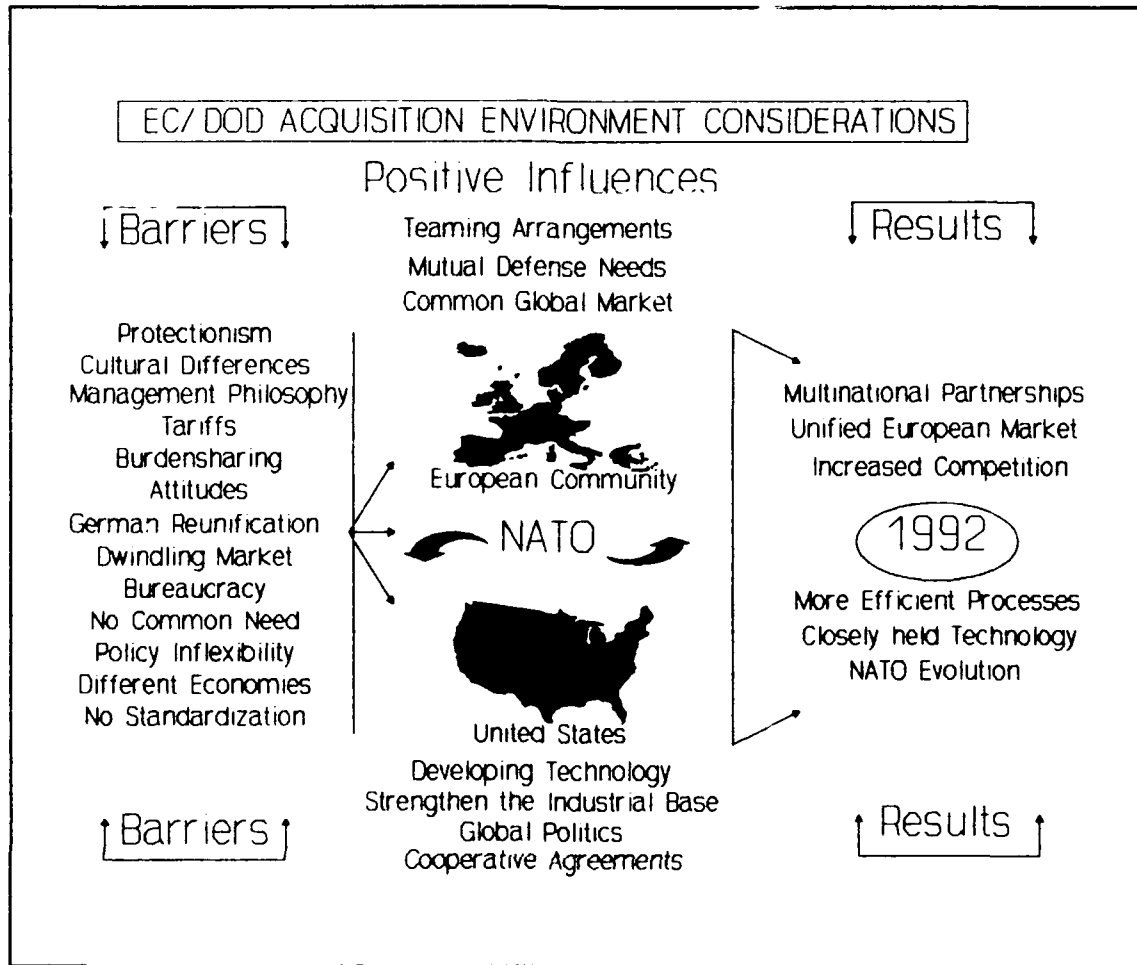 EC/DOD ACQUISITION ENVIRONMENT CONSIDERATIONS
Positive Influences
Barriers
Teaming Arrangements
Mutual Defense Needs
Common Global Market
Results
Protectionism
Cultural Differences
Management Philosophy
Tariffs
Burdensharing
Attitudes
German Reunification
Dwindling Market
Bureaucracy
No Common Need
Policy Inflexibility
Different Economies
No Standardization
European Community
NATO
United States
Developing Technology
Strengthen the Industrial Base
Global Politics
Cooperative Agreements
Multinational Partnerships
Unified European Market
Increased Competition
1992
More Efficient Processes
Closely held Technology
NATO Evolution
Barriers
Results